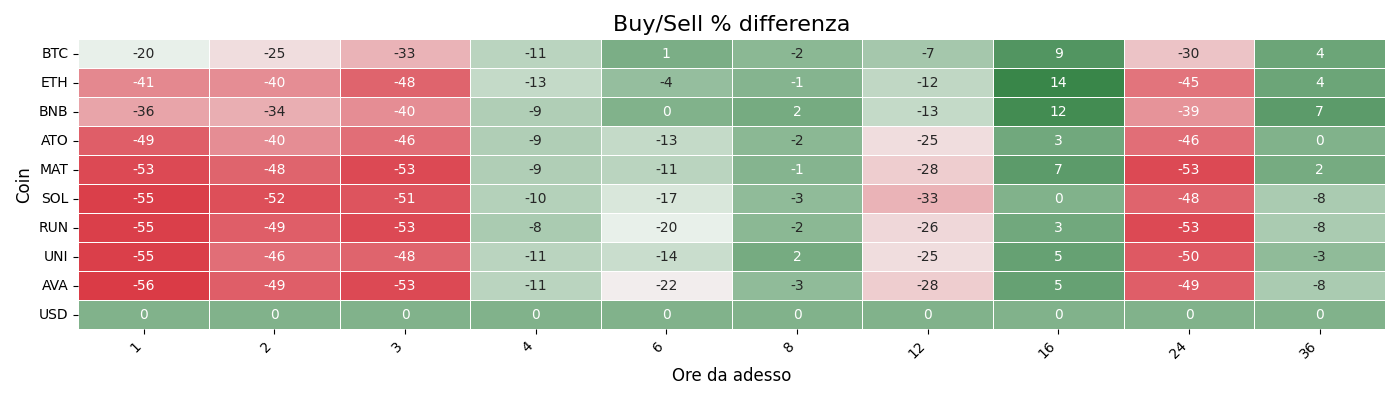 Buy/Sell % differenza
Coin
BTC -20 -25 -33 -11 1 -2 -7 9 -30 4
ETH -41 -40 -48 -13 -4 -1 -12 14 -45 4
BNB -36 -34 -40 -9 0 2 -13 12 -39 7
ATO -49 -40 -46 -9 -13 -2 -25 3 -46 0
MAT -53 -48 -53 -9 -11 -1 -28 7 -53 2
SOL -55 -52 -51 -10 -17 -3 -33 0 -48 -8
RUN -55 -49 -53 -8 -20 -2 -26 3 -53 -8
UNI -55 -46 -48 -11 -14 2 -25 5 -50 -3
AVA -56 -49 -53 -11 -22 -3 -28 5 -49 -8
USD 0 0 0 0 0 0 0 0 0 0
1 2 3 4 6 8 12 16 24 36
Ore da adesso